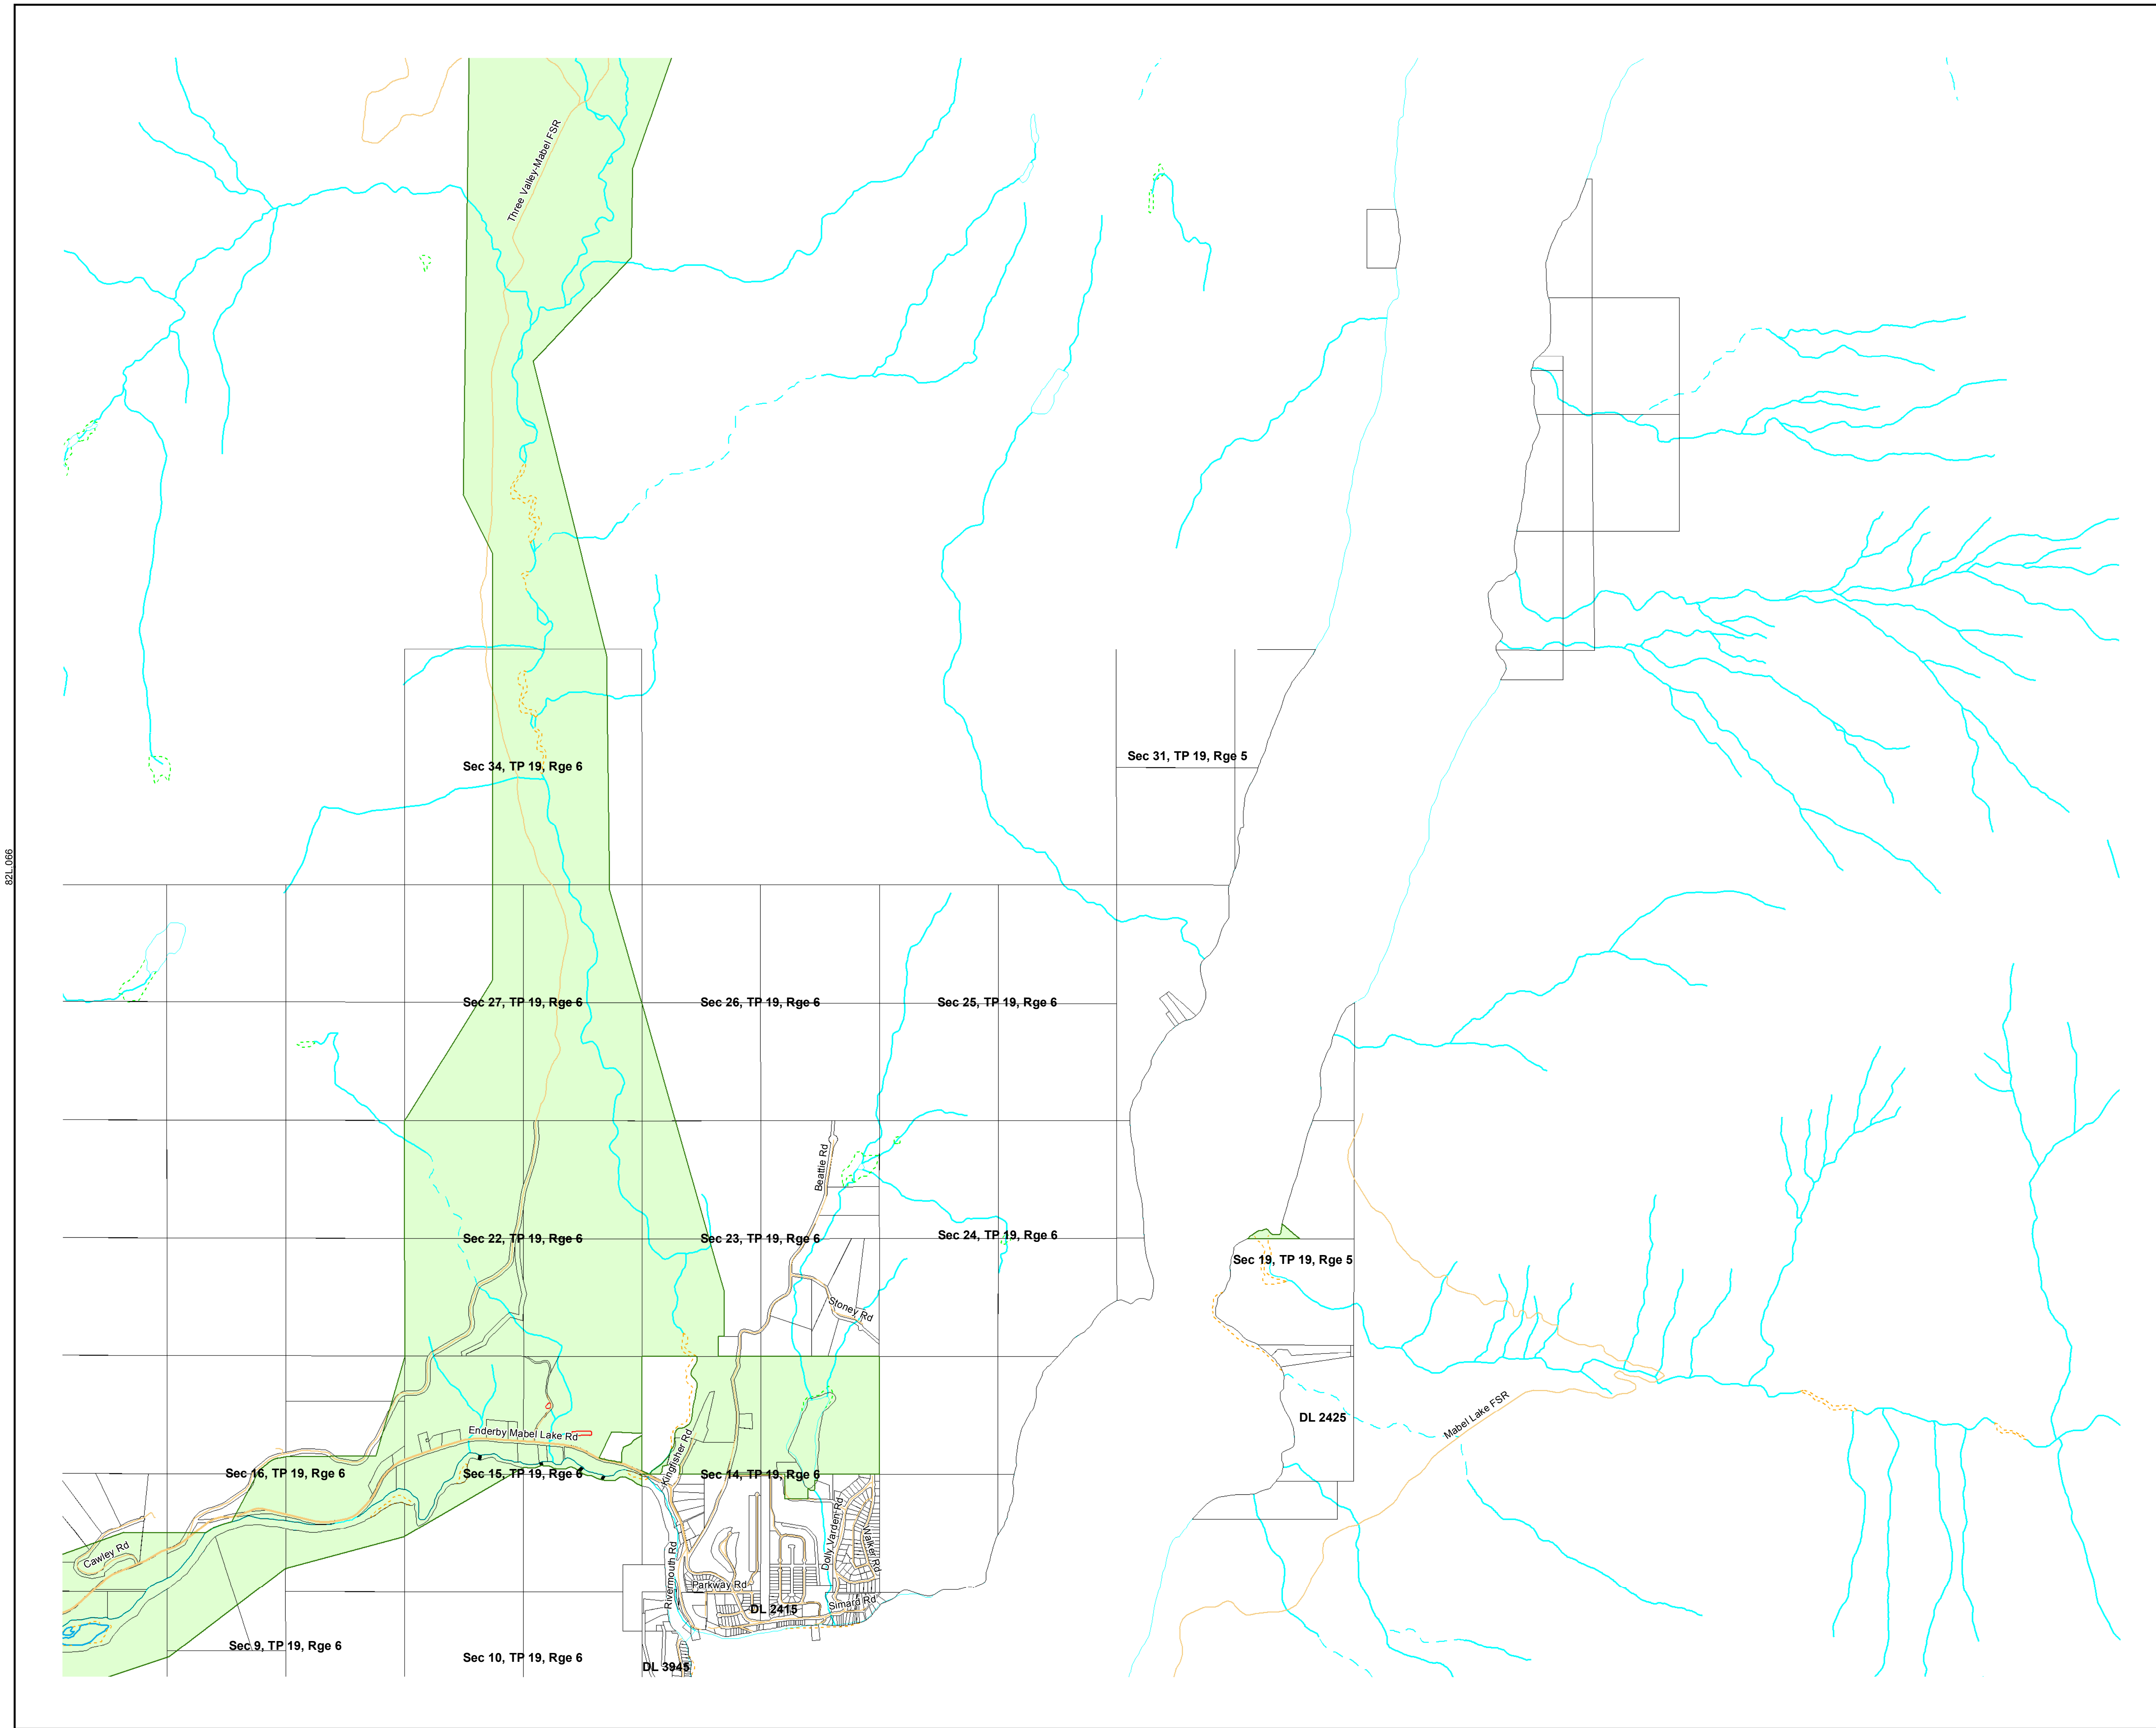 Three Valley-Mabel FSR
Sec 31, TP 19, Rge 5
Sec 34, TP 19, Rge 6
82L.066
Sec 27, TP 19, Rge 6
Sec 26, TP 19, Rge 6
Sec 25, TP 19, Rge 6
Beattie Rd
Sec 22, TP 19, Rge 6
Sec 23, TP 19, Rge 6
Sec 24, TP 19, Rge 6
Sec 19, TP 19, Rge 5
Stoney Rd
Mabel Lake FSR
DL 2425
Enderby Mabel Lake Rd
Kingfisher Rd
Sec 16, TP 19, Rge 6
Sec 15, TP 19, Rge 6
Sec 14, TP 19, Rge 6
Dolly Varden Rd
Walker Rd
Cawley Rd
Rivermouth Rd
Parkway Rd
Simard Rd
DL 2415
Sec 9, TP 19, Rge 6
Sec 10, TP 19, Rge 6
DL 3945